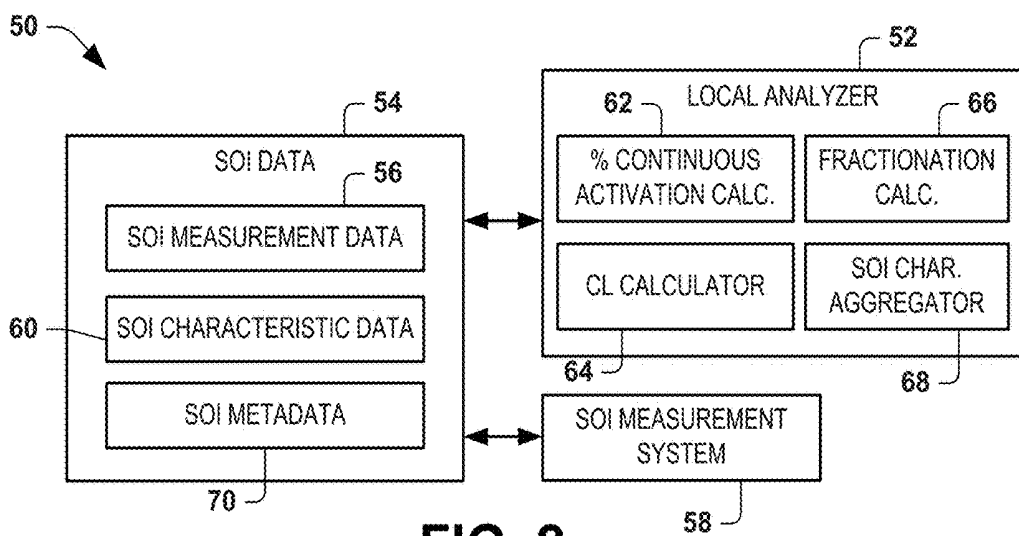 50
52
54
LOCAL ANALYZER
62
66
SOI DATA
56
% CONTINUOUS
ACTIVATION CALC.
FRACTIONATION
CALC.
SOI MEASUREMENT DATA
CL CALCULATOR
SOI CHAR.
AGGREGATOR
60
SOI CHARACTERISTIC DATA
64
68
SOI METADATA
SOI MEASUREMENT
SYSTEM
70
58
FIG.